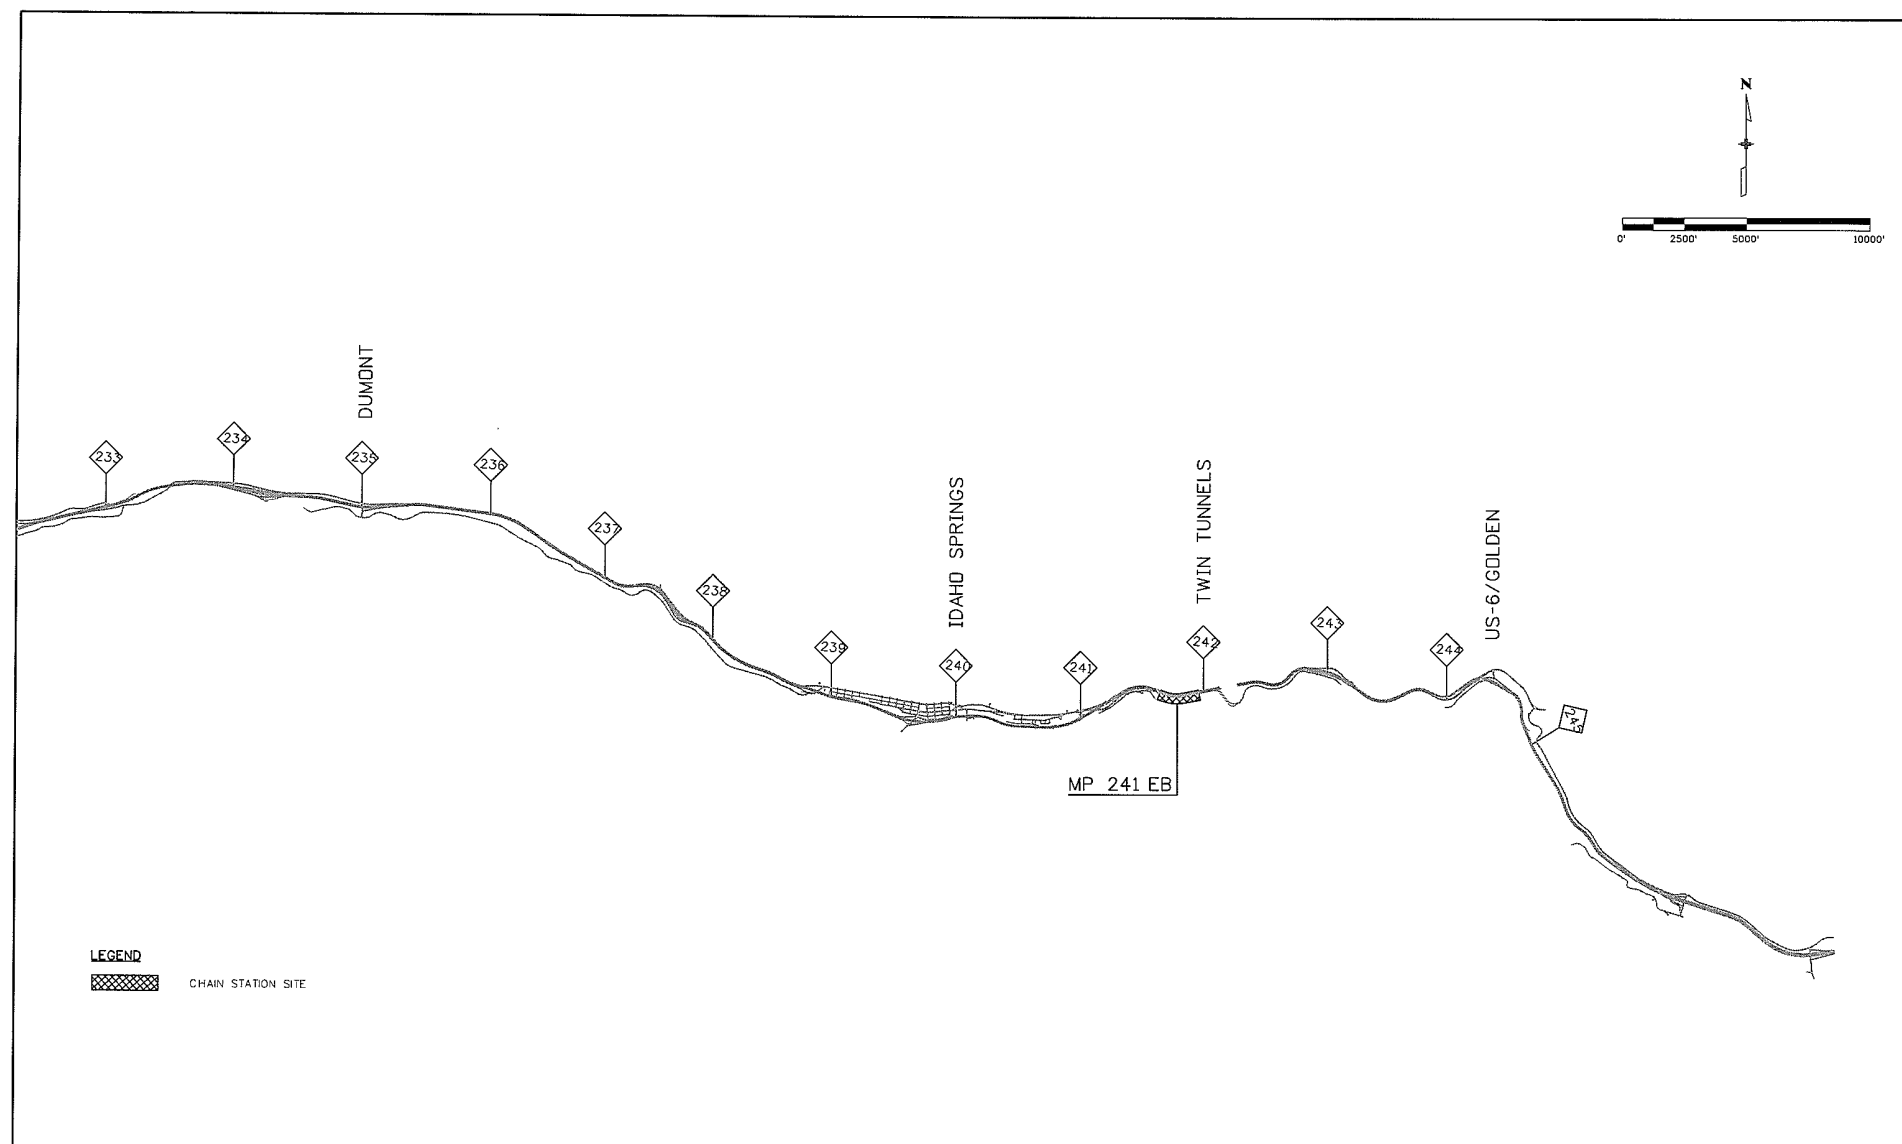 N
0' 2500' 5000' 10000'
DUMONT
233
234
235
236
237
238
239
IDAHO SPRINGS
240
241
TWIN TUNNELS
242
243
244
US-6/GOLDEN
245
MP 241 EB
LEGEND
CHAIN STATION SITE